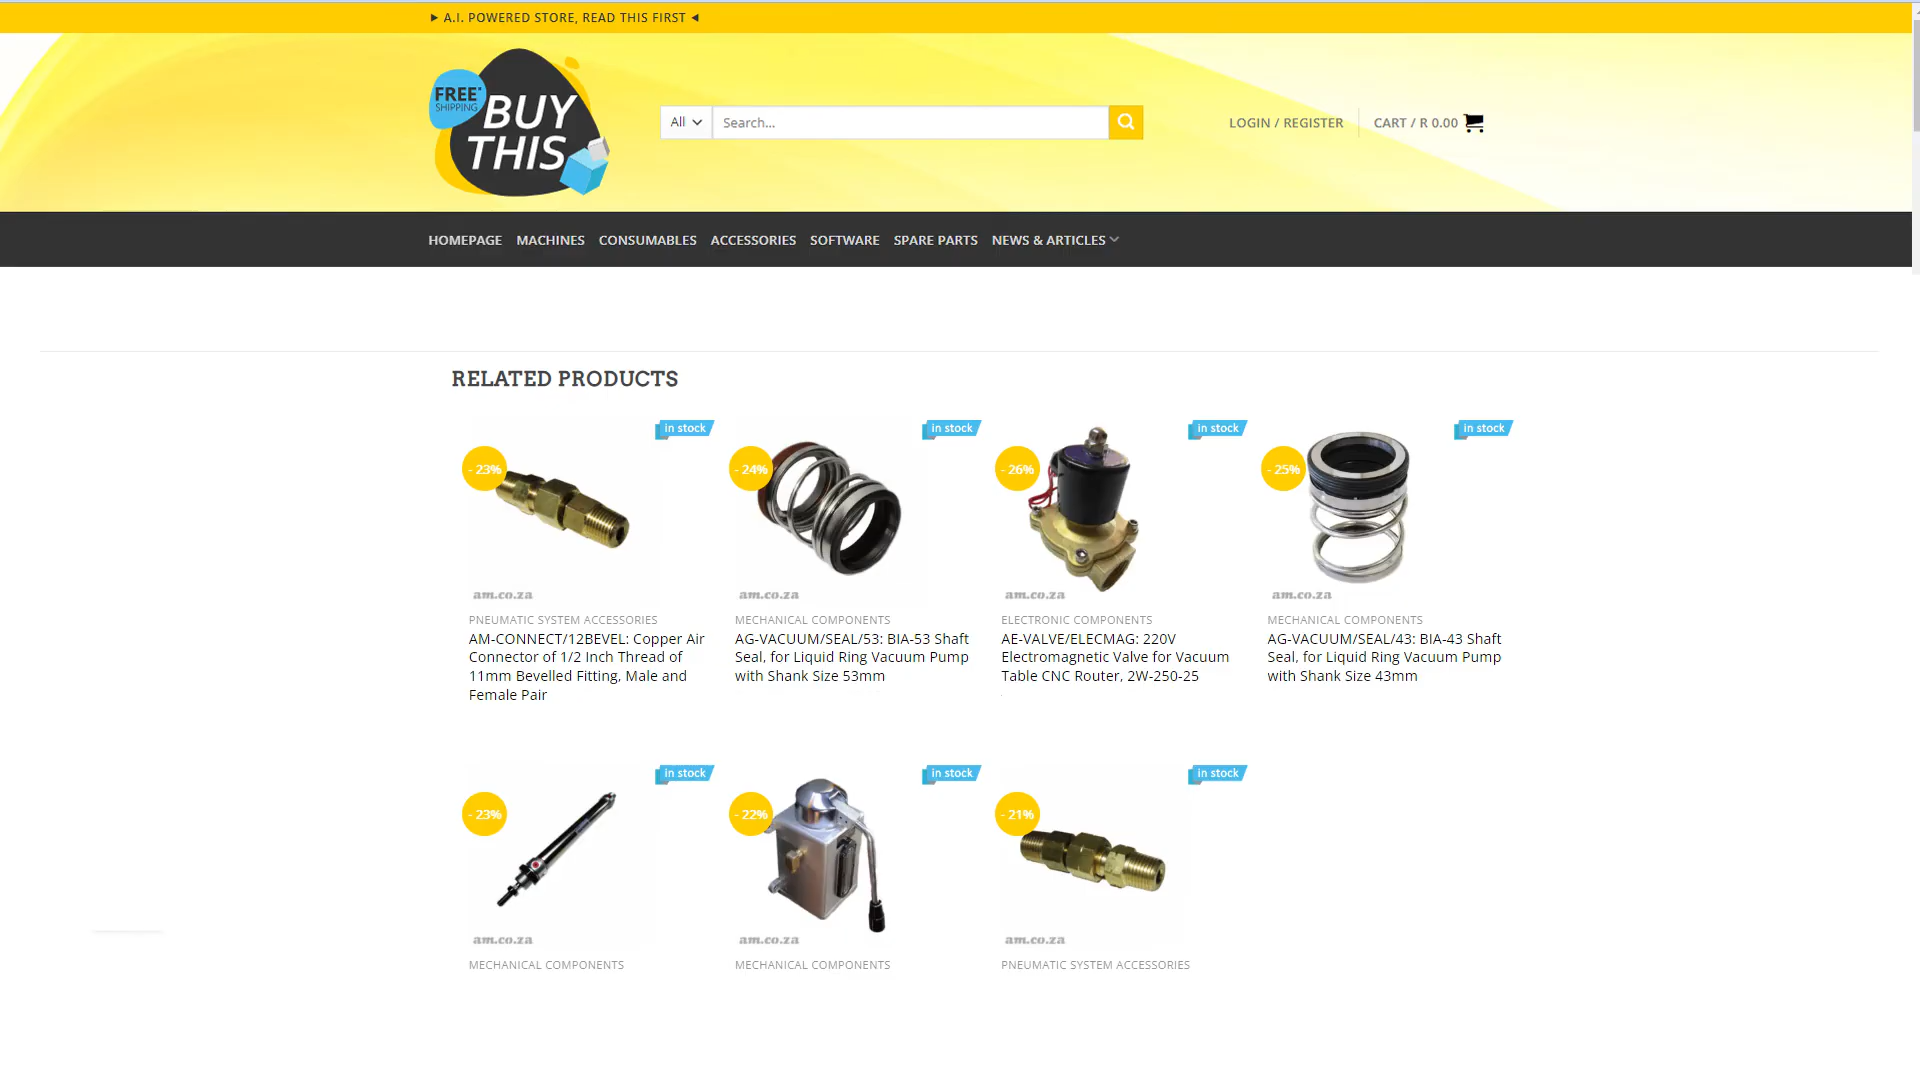 ► A.I. POWERED STORE, READ THIS FIRST ◄
FREE*
SHIPPING
BUY
THIS
All
Search...
LOGIN / REGISTER
CART / R 0.00
HOMEPAGE MACHINES CONSUMABLES ACCESSORIES SOFTWARE SPARE PARTS NEWS & ARTICLES
RELATED PRODUCTS
in stock
- 23%
am.co.za
PNEUMATIC SYSTEM ACCESSORIES
AM-CONNECT/12BEVEL: Copper Air
Connector of 1/2 Inch Thread of
11mm Bevelled Fitting, Male and
Female Pair
in stock
- 24%
am.co.za
MECHANICAL COMPONENTS
AG-VACUUM/SEAL/53: BIA-53 Shaft
Seal, for Liquid Ring Vacuum Pump
with Shank Size 53mm
in stock
- 26%
am.co.za
ELECTRONIC COMPONENTS
AE-VALVE/ELECMAG: 220V
Electromagnetic Valve for Vacuum
Table CNC Router, 2W-250-25
in stock
- 25%
am.co.za
MECHANICAL COMPONENTS
AG-VACUUM/SEAL/43: BIA-43 Shaft
Seal, for Liquid Ring Vacuum Pump
with Shank Size 43mm
in stock
- 23%
am.co.za
MECHANICAL COMPONENTS
in stock
- 22%
am.co.za
MECHANICAL COMPONENTS
in stock
- 21%
am.co.za
PNEUMATIC SYSTEM ACCESSORIES